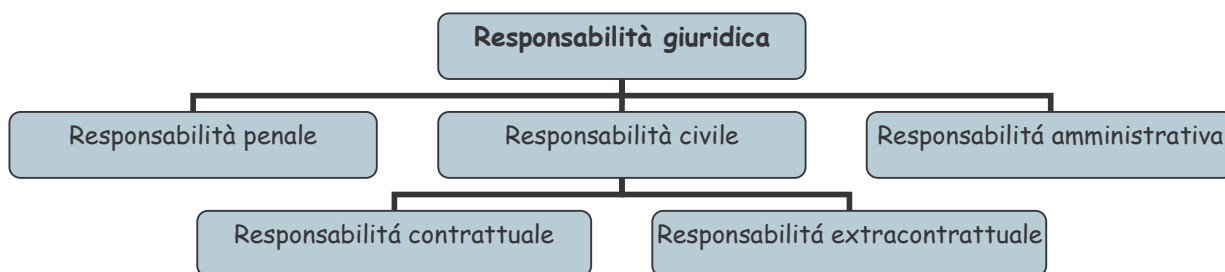 Responsabilità giuridica
Responsabilità penale
Responsabilità civile
Responsabilitá amministrativa
Responsabilitá contrattuale
Responsabilitá extracontrattuale